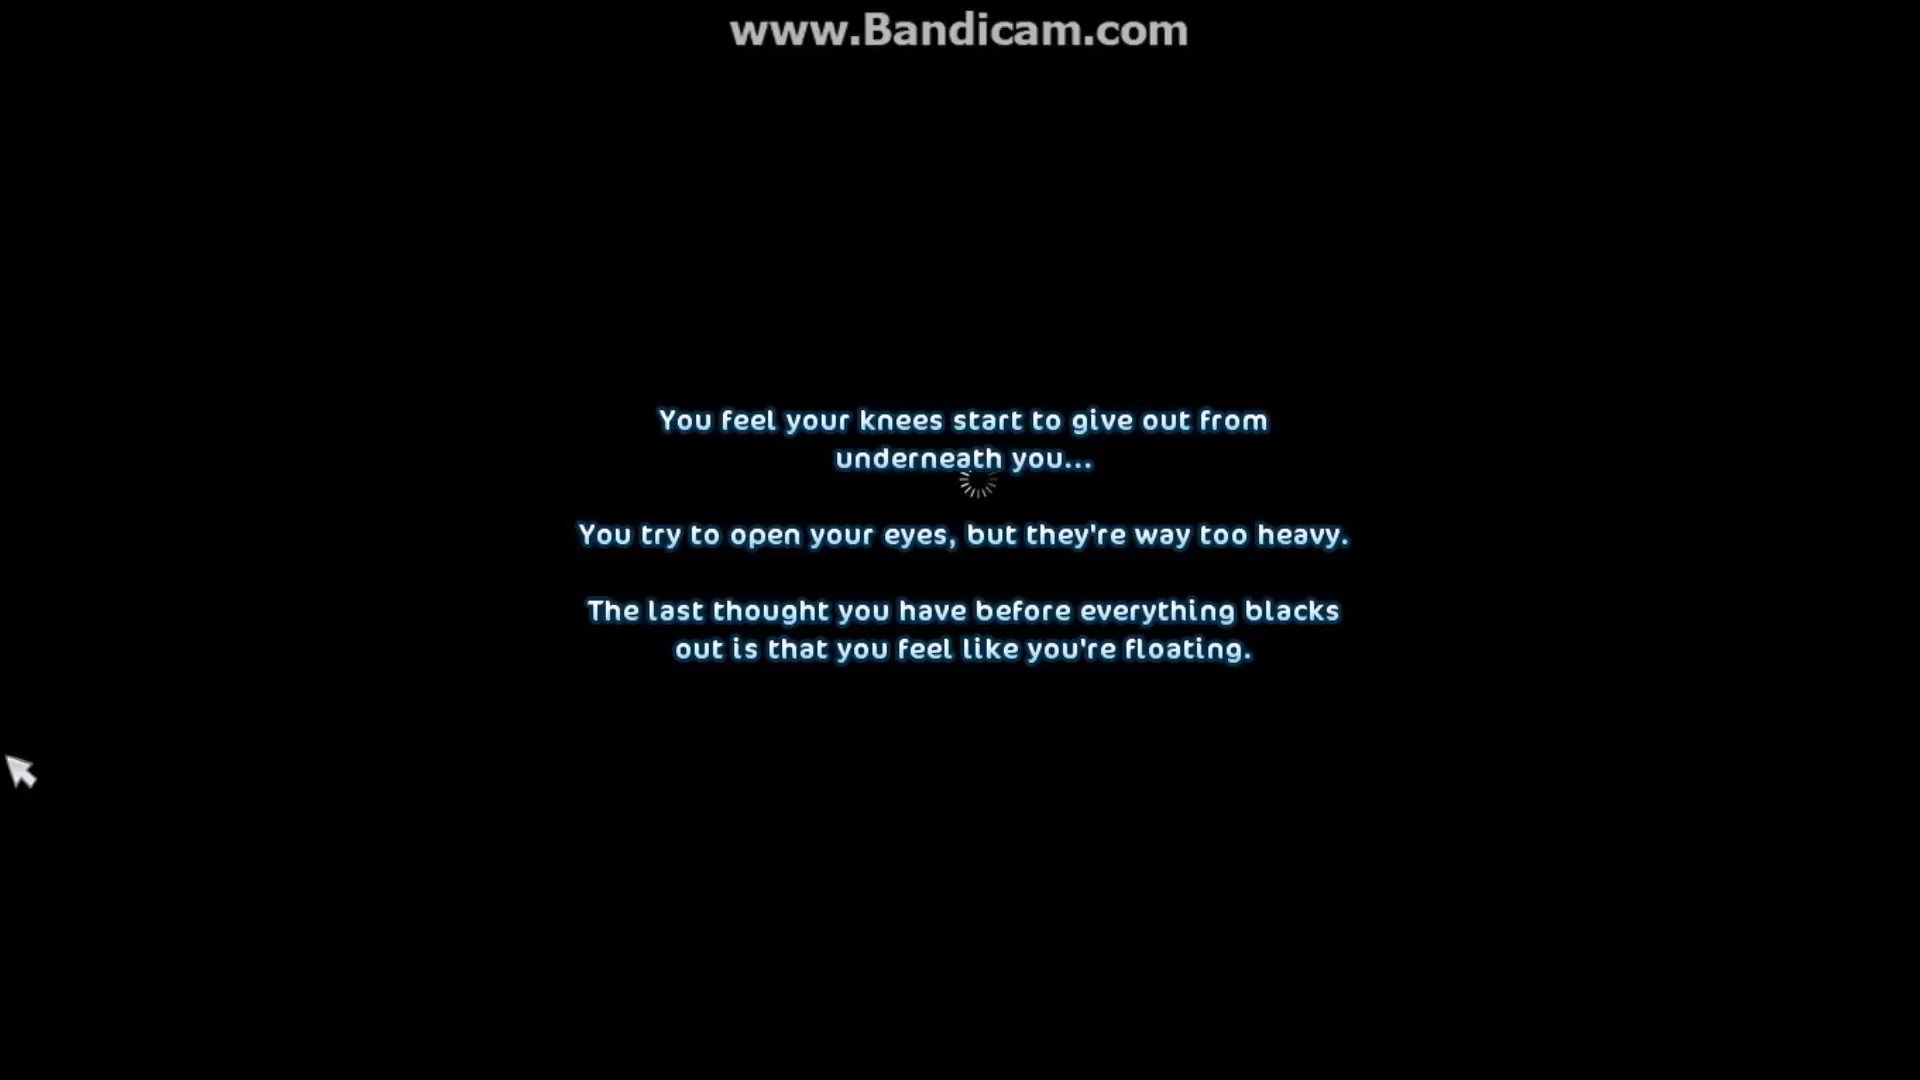 www.Bandicam.com
You feel your knees start to give out from
underneath you...
You try to open your eyes, but they're way too heavy.
The last thought you have before everything blacks
out is that you feel like you're floating.